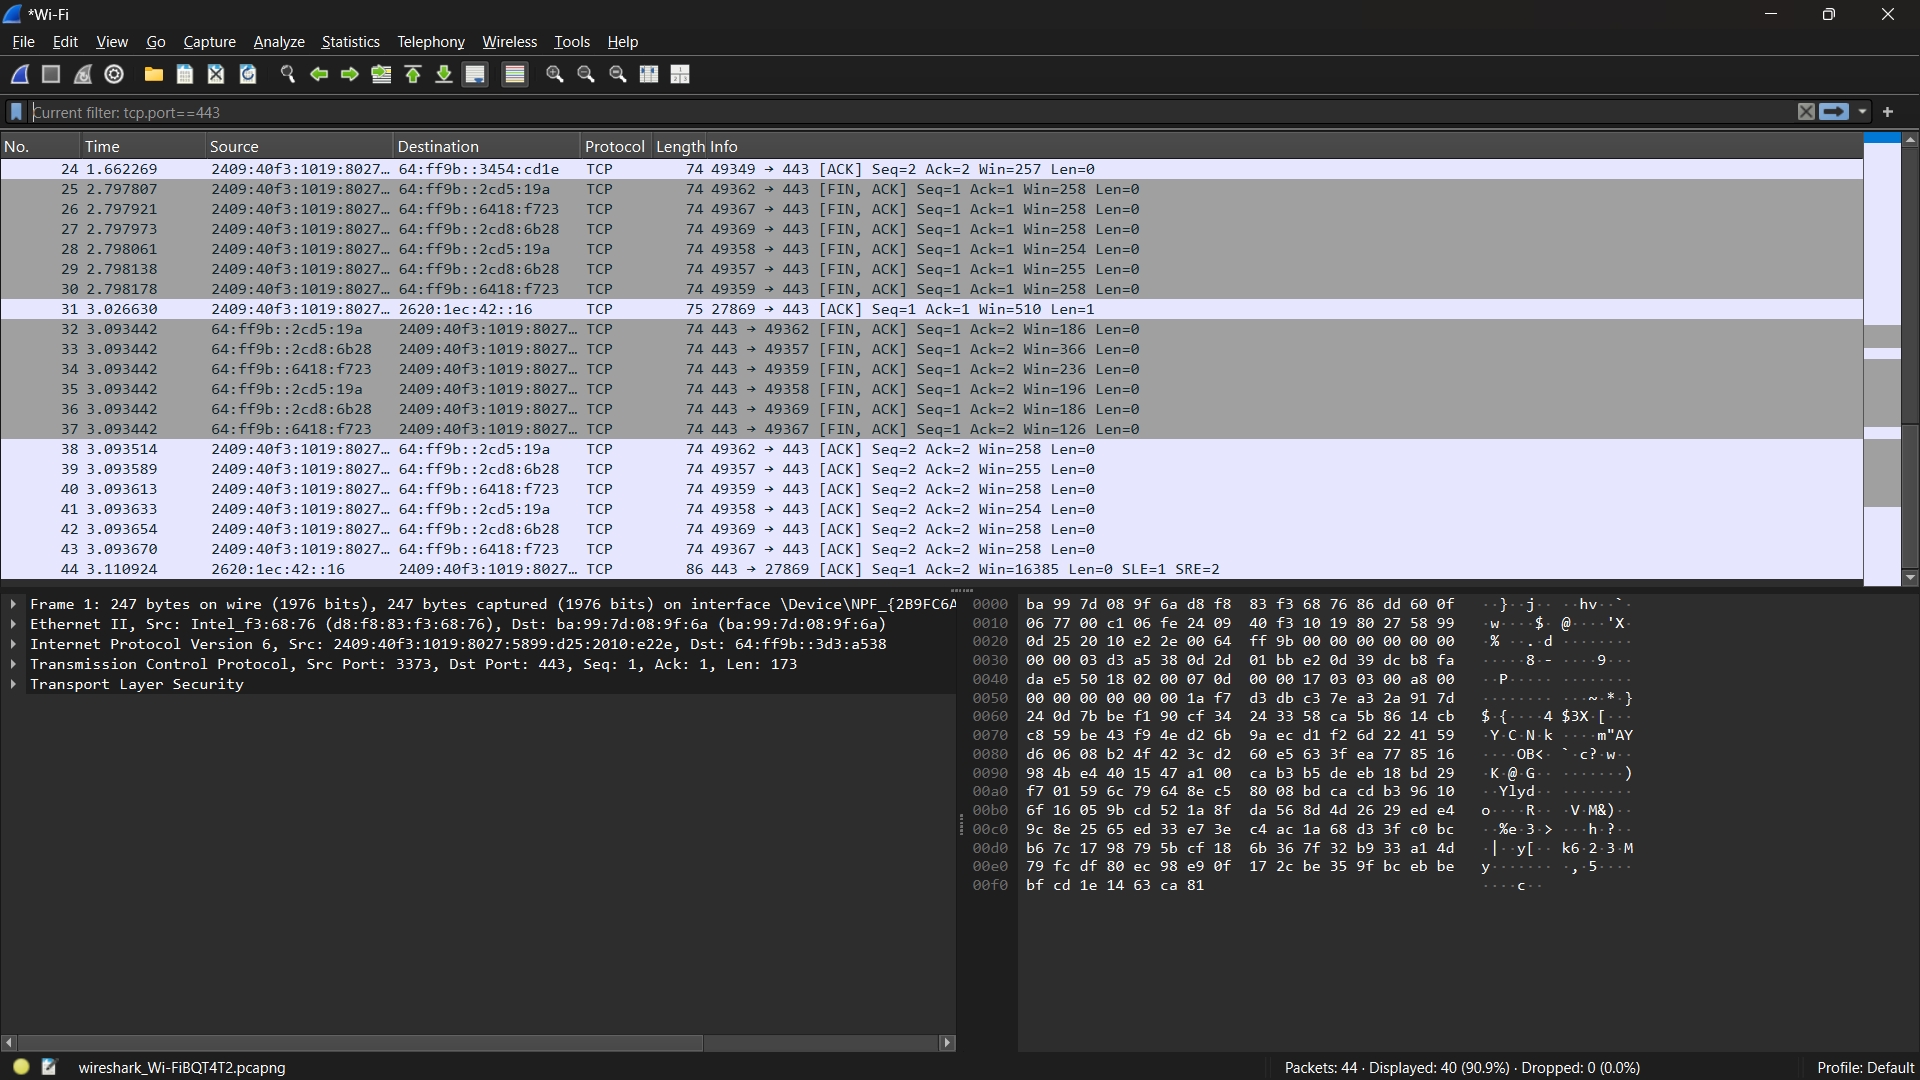 *Wi-Fi
File Edit View Go Capture Analyze Statistics Telephony Wireless Tools Help
Current filter: tcp.port==443
No. Time Source Destination Protocol Length Info
24 1.662269 2409:40f3:1019:8027… 64:ff9b::3454:cd1e TCP 74 49349 → 443 [ACK] Seq=2 Ack=2 Win=257 Len=0
25 2.797807 2409:40f3:1019:8027… 64:ff9b::2cd5:19a TCP 74 49362 → 443 [FIN, ACK] Seq=1 Ack=1 Win=258 Len=0
26 2.797921 2409:40f3:1019:8027… 64:ff9b::6418:f723 TCP 74 49367 → 443 [FIN, ACK] Seq=1 Ack=1 Win=258 Len=0
27 2.797973 2409:40f3:1019:8027… 64:ff9b::2cd8:6b28 TCP 74 49369 → 443 [FIN, ACK] Seq=1 Ack=1 Win=258 Len=0
28 2.798061 2409:40f3:1019:8027… 64:ff9b::2cd5:19a TCP 74 49358 → 443 [FIN, ACK] Seq=1 Ack=1 Win=254 Len=0
29 2.798138 2409:40f3:1019:8027… 64:ff9b::2cd8:6b28 TCP 74 49357 → 443 [FIN, ACK] Seq=1 Ack=1 Win=255 Len=0
30 2.798178 2409:40f3:1019:8027… 64:ff9b::6418:f723 TCP 74 49359 → 443 [FIN, ACK] Seq=1 Ack=1 Win=258 Len=0
31 3.026630 2409:40f3:1019:8027… 2620:1ec:42::16 TCP 75 27869 → 443 [ACK] Seq=1 Ack=1 Win=510 Len=1
32 3.093442 64:ff9b::2cd5:19a 2409:40f3:1019:8027… TCP 74 443 → 49362 [FIN, ACK] Seq=1 Ack=2 Win=186 Len=0
33 3.093442 64:ff9b::2cd8:6b28 2409:40f3:1019:8027… TCP 74 443 → 49357 [FIN, ACK] Seq=1 Ack=2 Win=366 Len=0
34 3.093442 64:ff9b::6418:f723 2409:40f3:1019:8027… TCP 74 443 → 49359 [FIN, ACK] Seq=1 Ack=2 Win=236 Len=0
35 3.093442 64:ff9b::2cd5:19a 2409:40f3:1019:8027… TCP 74 443 → 49358 [FIN, ACK] Seq=1 Ack=2 Win=196 Len=0
36 3.093442 64:ff9b::2cd8:6b28 2409:40f3:1019:8027… TCP 74 443 → 49369 [FIN, ACK] Seq=1 Ack=2 Win=186 Len=0
37 3.093442 64:ff9b::6418:f723 2409:40f3:1019:8027… TCP 74 443 → 49367 [FIN, ACK] Seq=1 Ack=2 Win=126 Len=0
38 3.093514 2409:40f3:1019:8027… 64:ff9b::2cd5:19a TCP 74 49362 → 443 [ACK] Seq=2 Ack=2 Win=258 Len=0
39 3.093589 2409:40f3:1019:8027… 64:ff9b::2cd8:6b28 TCP 74 49357 → 443 [ACK] Seq=2 Ack=2 Win=255 Len=0
40 3.093613 2409:40f3:1019:8027… 64:ff9b::6418:f723 TCP 74 49359 → 443 [ACK] Seq=2 Ack=2 Win=258 Len=0
41 3.093633 2409:40f3:1019:8027… 64:ff9b::2cd5:19a TCP 74 49358 → 443 [ACK] Seq=2 Ack=2 Win=254 Len=0
42 3.093654 2409:40f3:1019:8027… 64:ff9b::2cd8:6b28 TCP 74 49369 → 443 [ACK] Seq=2 Ack=2 Win=258 Len=0
43 3.093670 2409:40f3:1019:8027… 64:ff9b::6418:f723 TCP 74 49367 → 443 [ACK] Seq=2 Ack=2 Win=258 Len=0
44 3.110924 2620:1ec:42::16 2409:40f3:1019:8027… TCP 86 443 → 27869 [ACK] Seq=1 Ack=2 Win=16385 Len=0 SLE=1 SRE=2
Frame 1: 247 bytes on wire (1976 bits), 247 bytes captured (1976 bits) on interface \Device\NPF_{2B9FC6A
Ethernet II, Src: Intel_f3:68:76 (d8:f8:83:f3:68:76), Dst: ba:99:7d:08:9f:6a (ba:99:7d:08:9f:6a)
Internet Protocol Version 6, Src: 2409:40f3:1019:8027:5899:d25:2010:e22e, Dst: 64:ff9b::3d3:a538
Transmission Control Protocol, Src Port: 3373, Dst Port: 443, Seq: 1, Ack: 1, Len: 173
Transport Layer Security
0000 ba 99 7d 08 9f 6a d8 f8 83 f3 68 76 86 dd 60 0f ··}··j·· ··hv··`·
0010 06 77 00 c1 06 fe 24 09 40 f3 10 19 80 27 58 99 ·w····$· @····'X·
0020 0d 25 20 10 e2 2e 00 64 ff 9b 00 00 00 00 00 00 ·% ··.·d ········
0030 00 00 03 d3 a5 38 0d 2d 01 bb e2 0d 39 dc b8 fa ·····8·- ····9···
0040 da e5 50 18 02 00 07 0d 00 00 17 03 03 00 a8 00 ··P····· ········
0050 00 00 00 00 00 00 1a f7 d3 db c3 7e a3 2a 91 7d ········ ···~·*·}
0060 24 0d 7b be f1 90 cf 34 24 33 58 ca 5b 86 14 cb $·{····4 $3X·[···
0070 c8 59 be 43 f9 4e d2 6b 9a ec d1 f2 6d 22 41 59 ·Y·C·N·k ····m"AY
0080 d6 06 08 b2 4f 42 3c d2 60 e5 63 3f ea 77 85 16 ····OB<· `·c?·w··
0090 98 4b e4 40 15 47 a1 00 ca b3 b5 de eb 18 bd 29 ·K·@·G·· ·······)
00a0 f7 01 59 6c 79 64 8e c5 80 08 bd ca cd b3 96 10 ··Ylyd·· ········
00b0 6f 16 05 9b cd 52 1a 8f da 56 8d 4d 26 29 ed e4 o····R·· ·V·M&)··
00c0 9c 8e 25 65 ed 33 e7 3e c4 ac 1a 68 d3 3f c0 bc ··%e·3·> ···h·?··
00d0 b6 7c 17 98 79 5b cf 18 6b 36 7f 32 b9 33 a1 4d ·|··y[·· k6·2·3·M
00e0 79 fc df 80 ec 98 e9 0f 17 2c be 35 9f bc eb be y······· ·,·5····
00f0 bf cd 1e 14 63 ca 81 ····c··
wireshark_Wi-FiBQT4T2.pcapng Packets: 44 · Displayed: 40 (90.9%) · Dropped: 0 (0.0%) Profile: Default